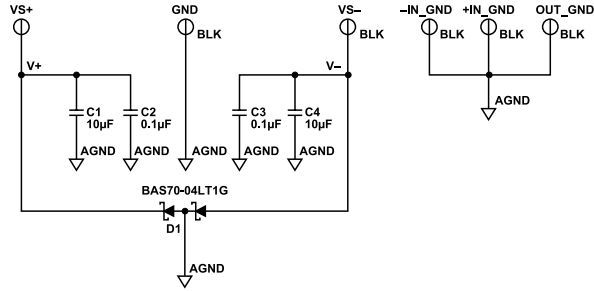 VS+
GND
VS–
–IN_GND
+IN_GND
OUT_GND
BLK
BLK
BLK
BLK
BLK
V+
V–
C1
10µF
C2
0.1µF
C3
0.1µF
C4
10µF
AGND
AGND
AGND
AGND
AGND
AGND
BAS70-04LT1G
D1
AGND